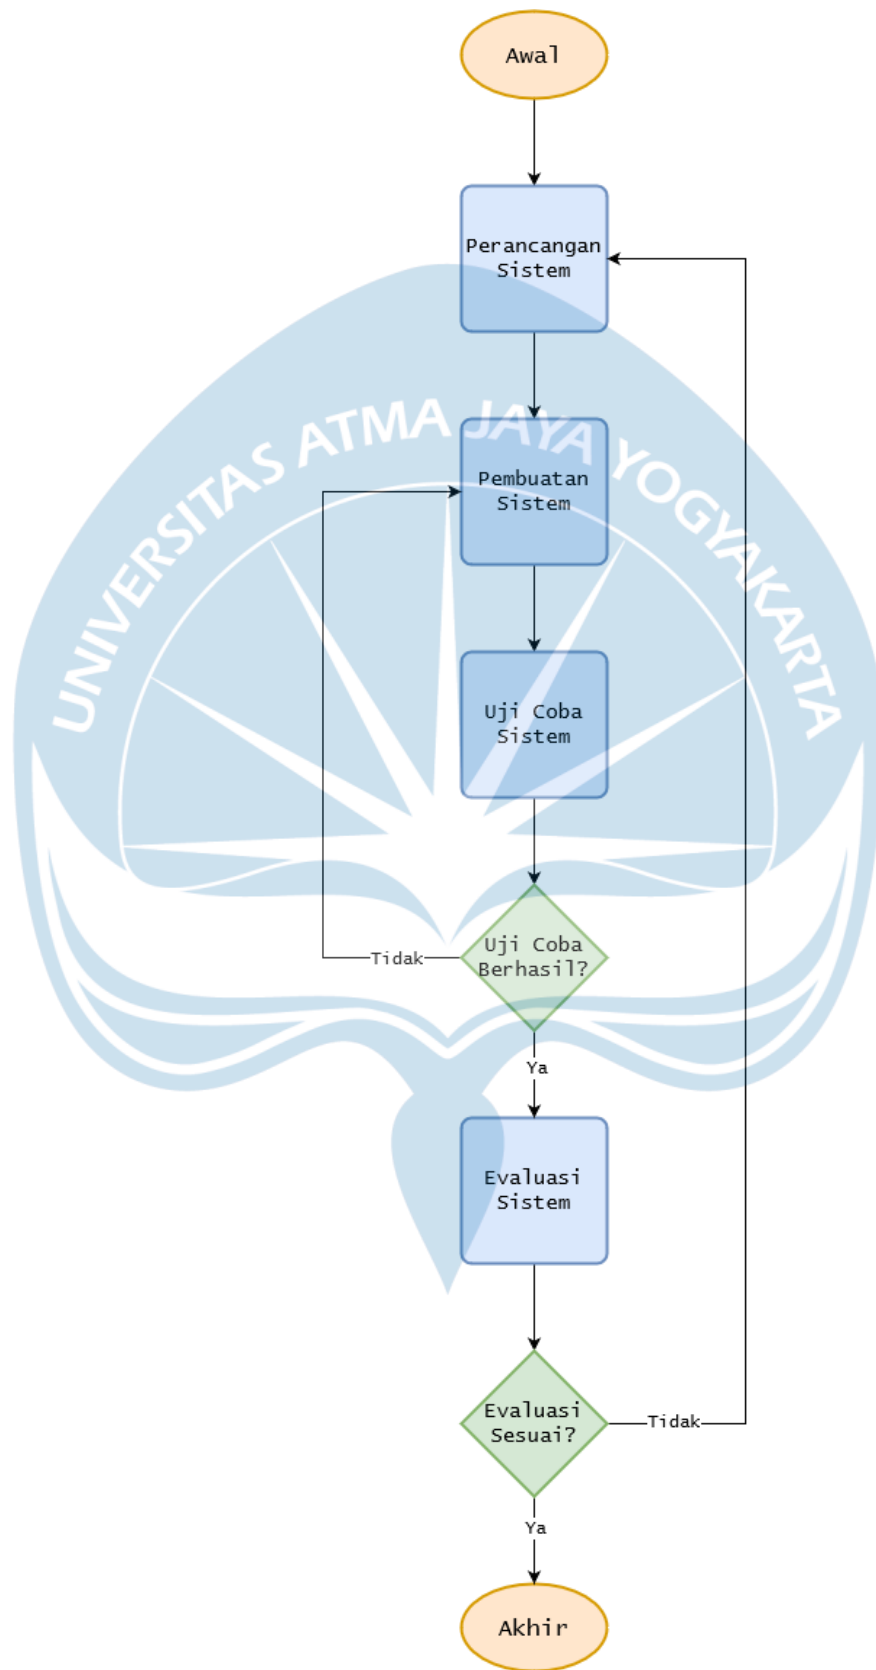 Awal
Perancangan
Sistem
UNIVERSITAS ATMA JAYA YOGYAKARTA
Pembuatan
Sistem
Uji Coba
Sistem
Uji Coba
Berhasil?
Tidak
Ya
Evaluasi
Sistem
Evaluasi
Sesuai?
Tidak
Ya
Akhir